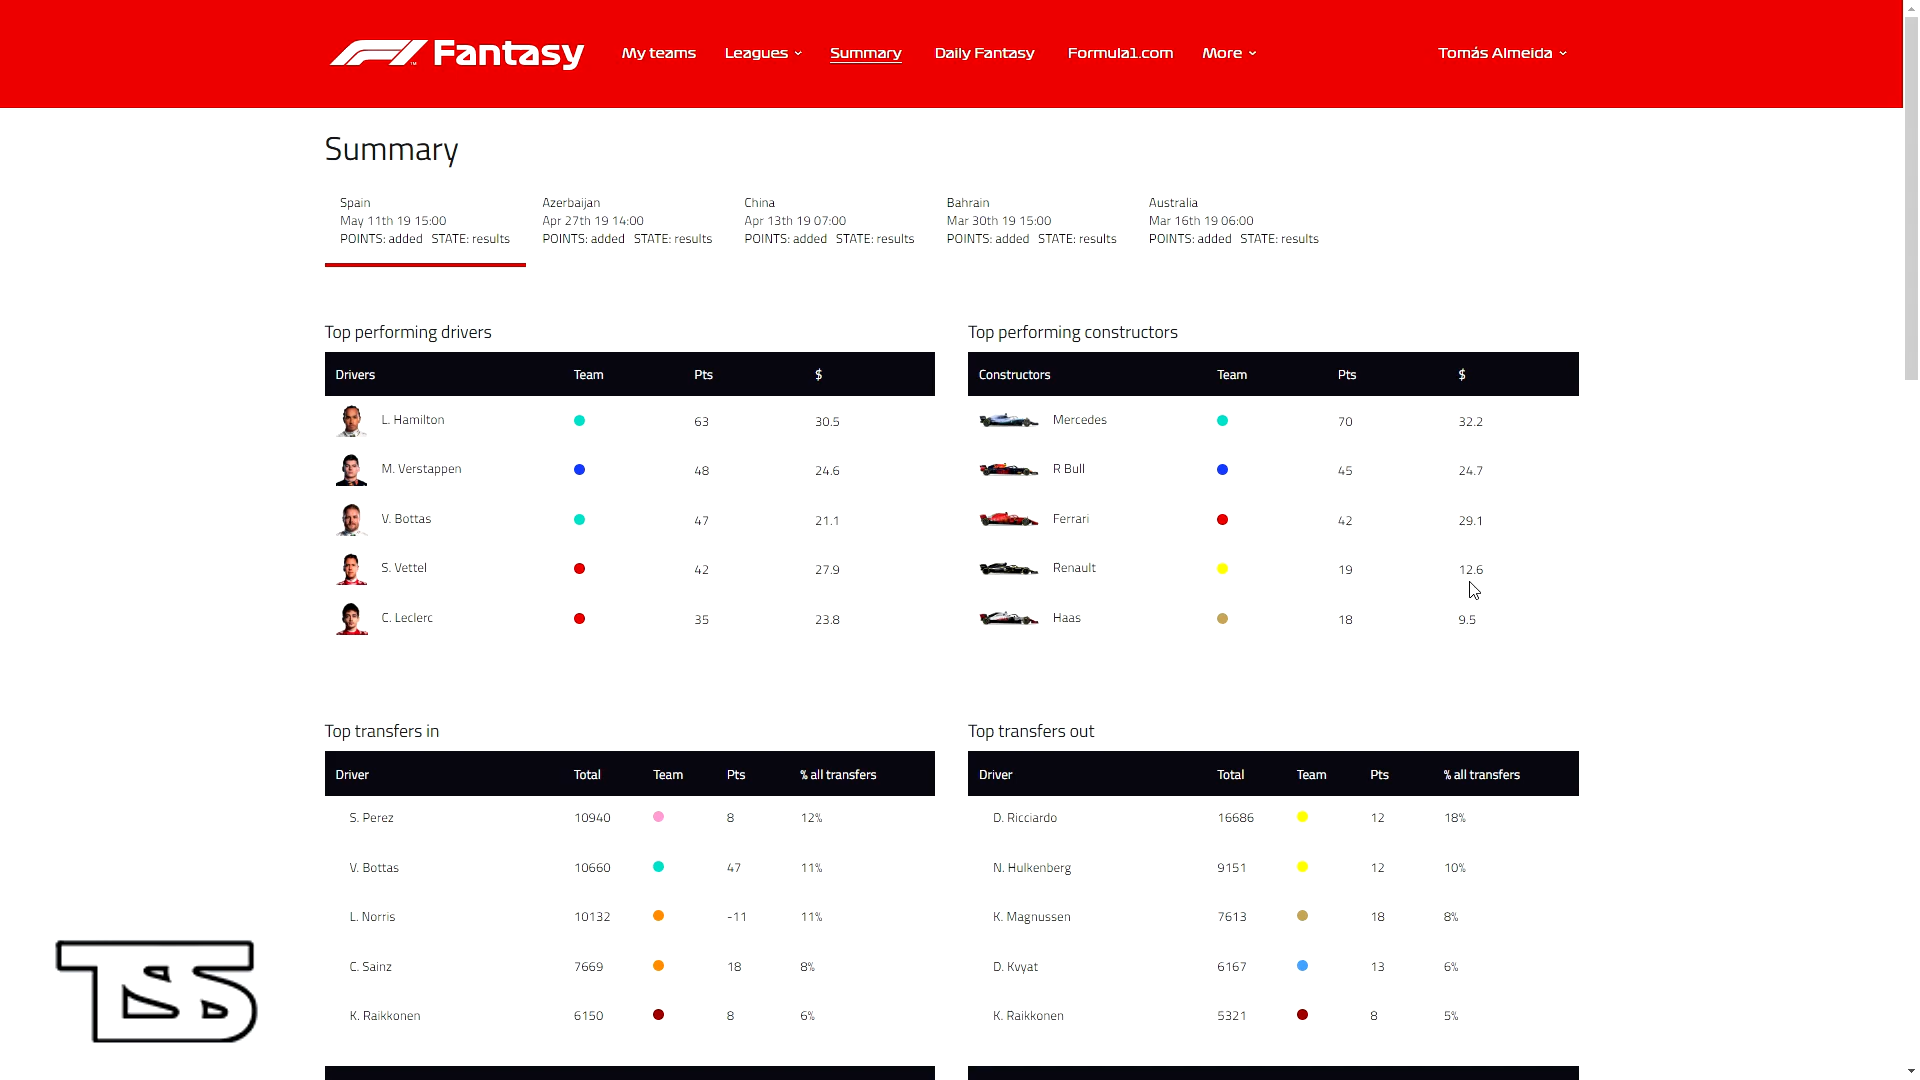 F1 Fantasy My teams Leagues Summary Daily Fantasy Formula1.com More Tomás Almeida
Summary
Spain
May 11th 19 15:00
POINTS: added STATE: results
Azerbaijan
Apr 27th 19 14:00
POINTS: added STATE: results
China
Apr 13th 19 07:00
POINTS: added STATE: results
Bahrain
Mar 30th 19 15:00
POINTS: added STATE: results
Australia
Mar 16th 19 06:00
POINTS: added STATE: results
Top performing drivers
Drivers Team Pts $
L. Hamilton 63 30.5
M. Verstappen 48 24.6
V. Bottas 47 21.1
S. Vettel 42 27.9
C. Leclerc 35 23.8
Top performing constructors
Constructors Team Pts $
Mercedes 70 32.2
R Bull 45 24.7
Ferrari 42 29.1
Renault 19 12.6
Haas 18 9.5
Top transfers in
Driver Total Team Pts % all transfers
S. Perez 10940 8 12%
V. Bottas 10660 47 11%
L. Norris 10132 -11 11%
C. Sainz 7669 18 8%
K. Raikkonen 6150 8 6%
Top transfers out
Driver Total Team Pts % all transfers
D. Ricciardo 16686 12 18%
N. Hulkenberg 9151 12 10%
K. Magnussen 7613 18 8%
D. Kvyat 6167 13 6%
K. Raikkonen 5321 8 5%
TSS